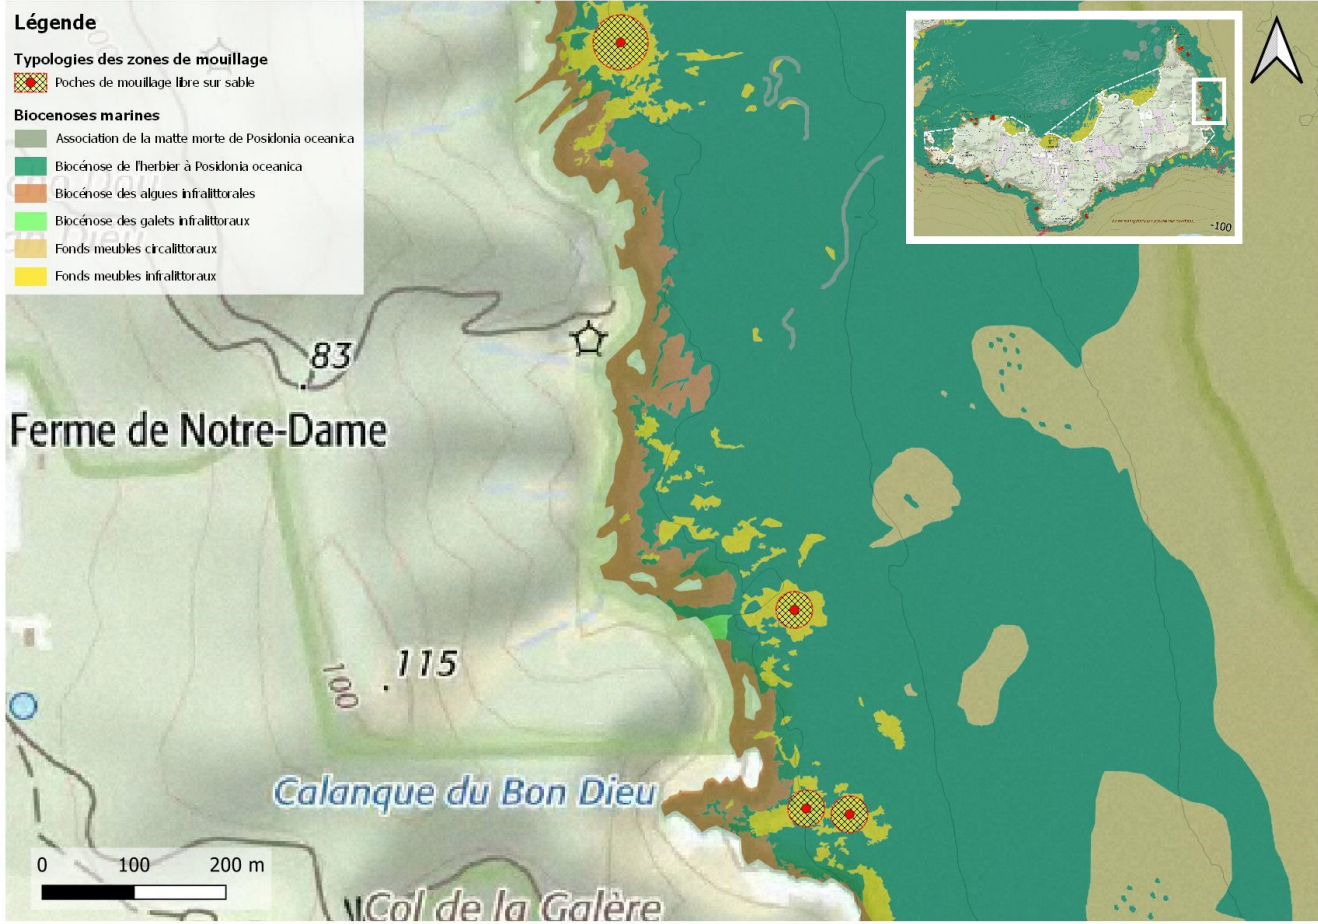 Légende
Typologies des zones de mouillage
Poches de mouillage libre sur sable
Biocenoses marines
Association de la matte morte de Posidonia oceanica
Biocénose de l'herbier à Posidonia oceanica
Biocénose des algues infralittorales
Biocénose des galets infralittoraux
Fonds meubles circalittoraux
Fonds meubles infralittoraux
-100
83
Ferme de Notre-Dame
115
100
Calanque du Bon Dieu
0 100 200 m
Col de la Galère